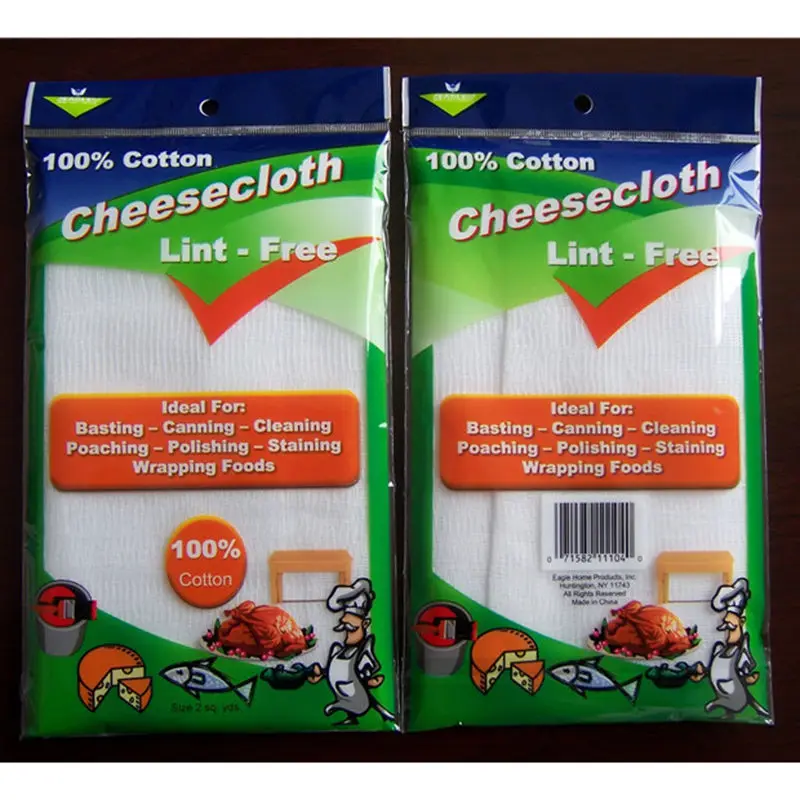 EAGLE
100% Cotton
Cheesecloth
Lint - Free
Ideal For:
Basting – Canning – Cleaning
Poaching – Polishing – Staining
Wrapping Foods
100%
Cotton
Size 2 sq. yds.
EAGLE
100% Cotton
Cheesecloth
Lint - Free
Ideal For:
Basting – Canning – Cleaning
Poaching – Polishing – Staining
Wrapping Foods
0 71582 11104 0
Eagle Home Products, Inc.
Huntington, NY 11743
All Rights Reserved
Made in China